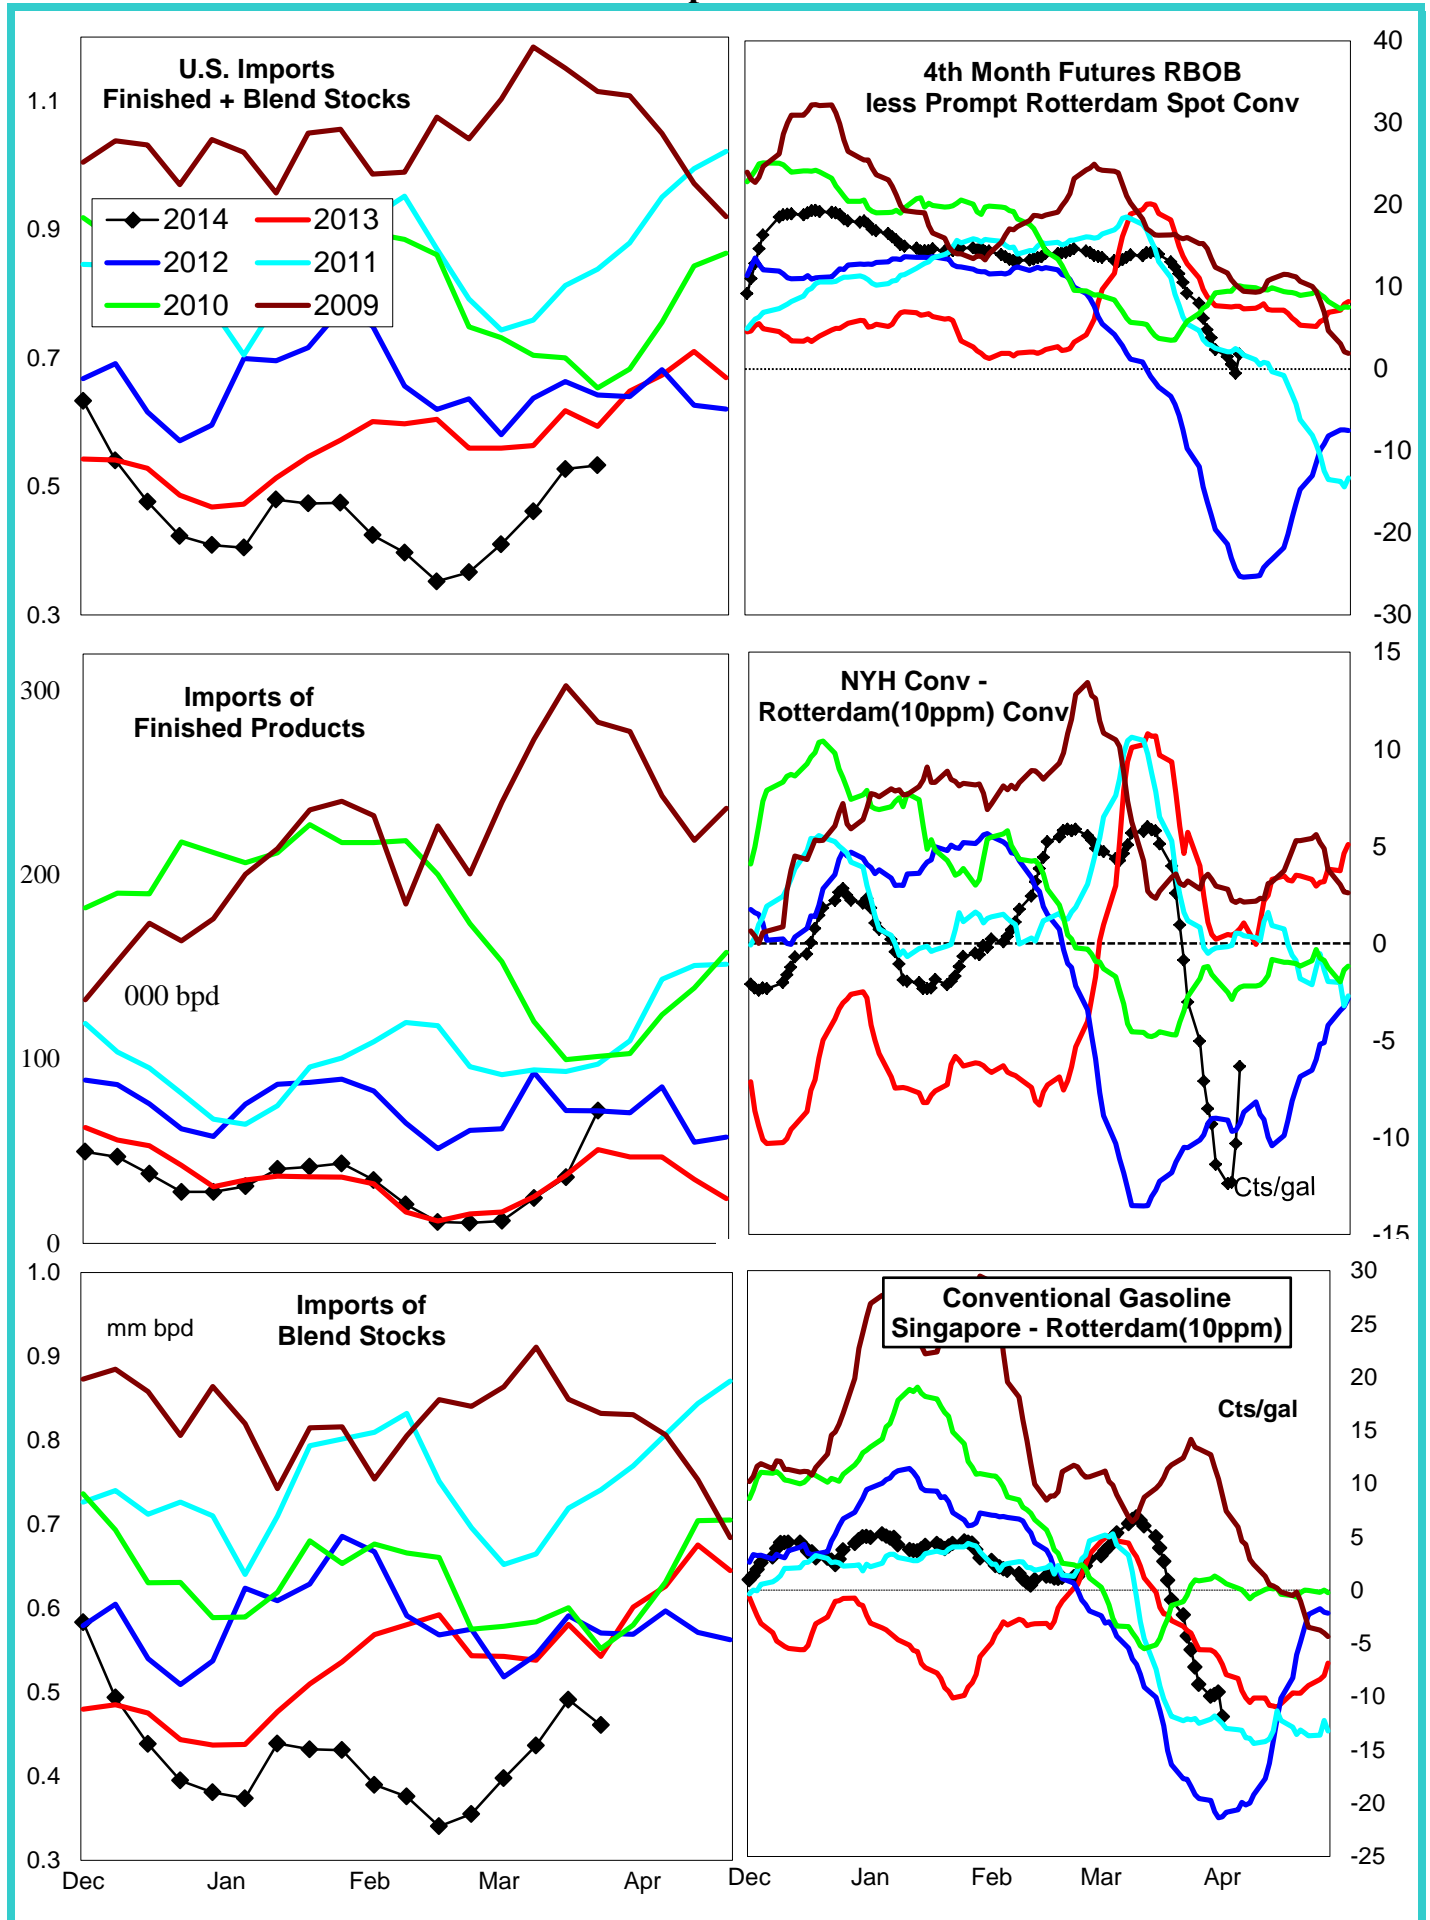 U.S. Imports
Finished + Blend Stocks
1.1
0.9
0.7
0.5
0.3
2014
2013
2012
2011
2010
2009
4th Month Futures RBOB
less Prompt Rotterdam Spot Conv
40
30
20
10
0
-10
-20
-30
Imports of
Finished Products
300
200
100
0
000 bpd
NYH Conv -
Rotterdam(10ppm) Conv
15
10
5
0
-5
-10
-15
Cts/gal
Imports of
Blend Stocks
mm bpd
1.0
0.9
0.8
0.7
0.6
0.5
0.4
0.3
Dec
Jan
Feb
Mar
Apr
Conventional Gasoline
Singapore - Rotterdam(10ppm)
Cts/gal
30
25
20
15
10
5
0
-5
-10
-15
-20
-25
Dec
Jan
Feb
Mar
Apr